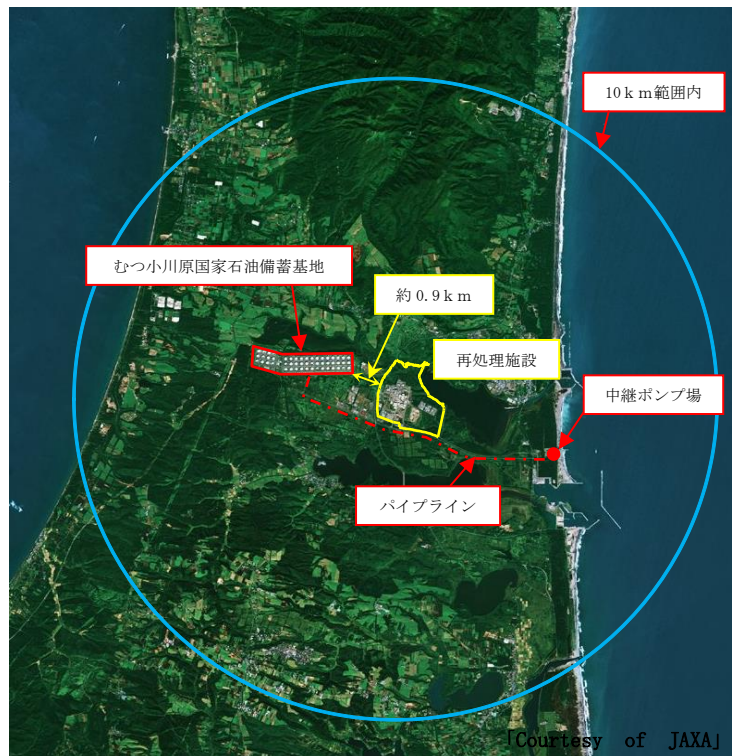 10ｋｍ範囲内
むつ小川原国家石油備蓄基地
約 0.9ｋｍ
再処理施設
中継ポンプ場
パイプライン
「Courtesy of JAXA」